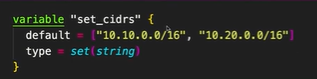 variable "set_cidrs" {
  default = ["10.10.0.0/16", "10.20.0.0/16"]
  type = set(string)
}